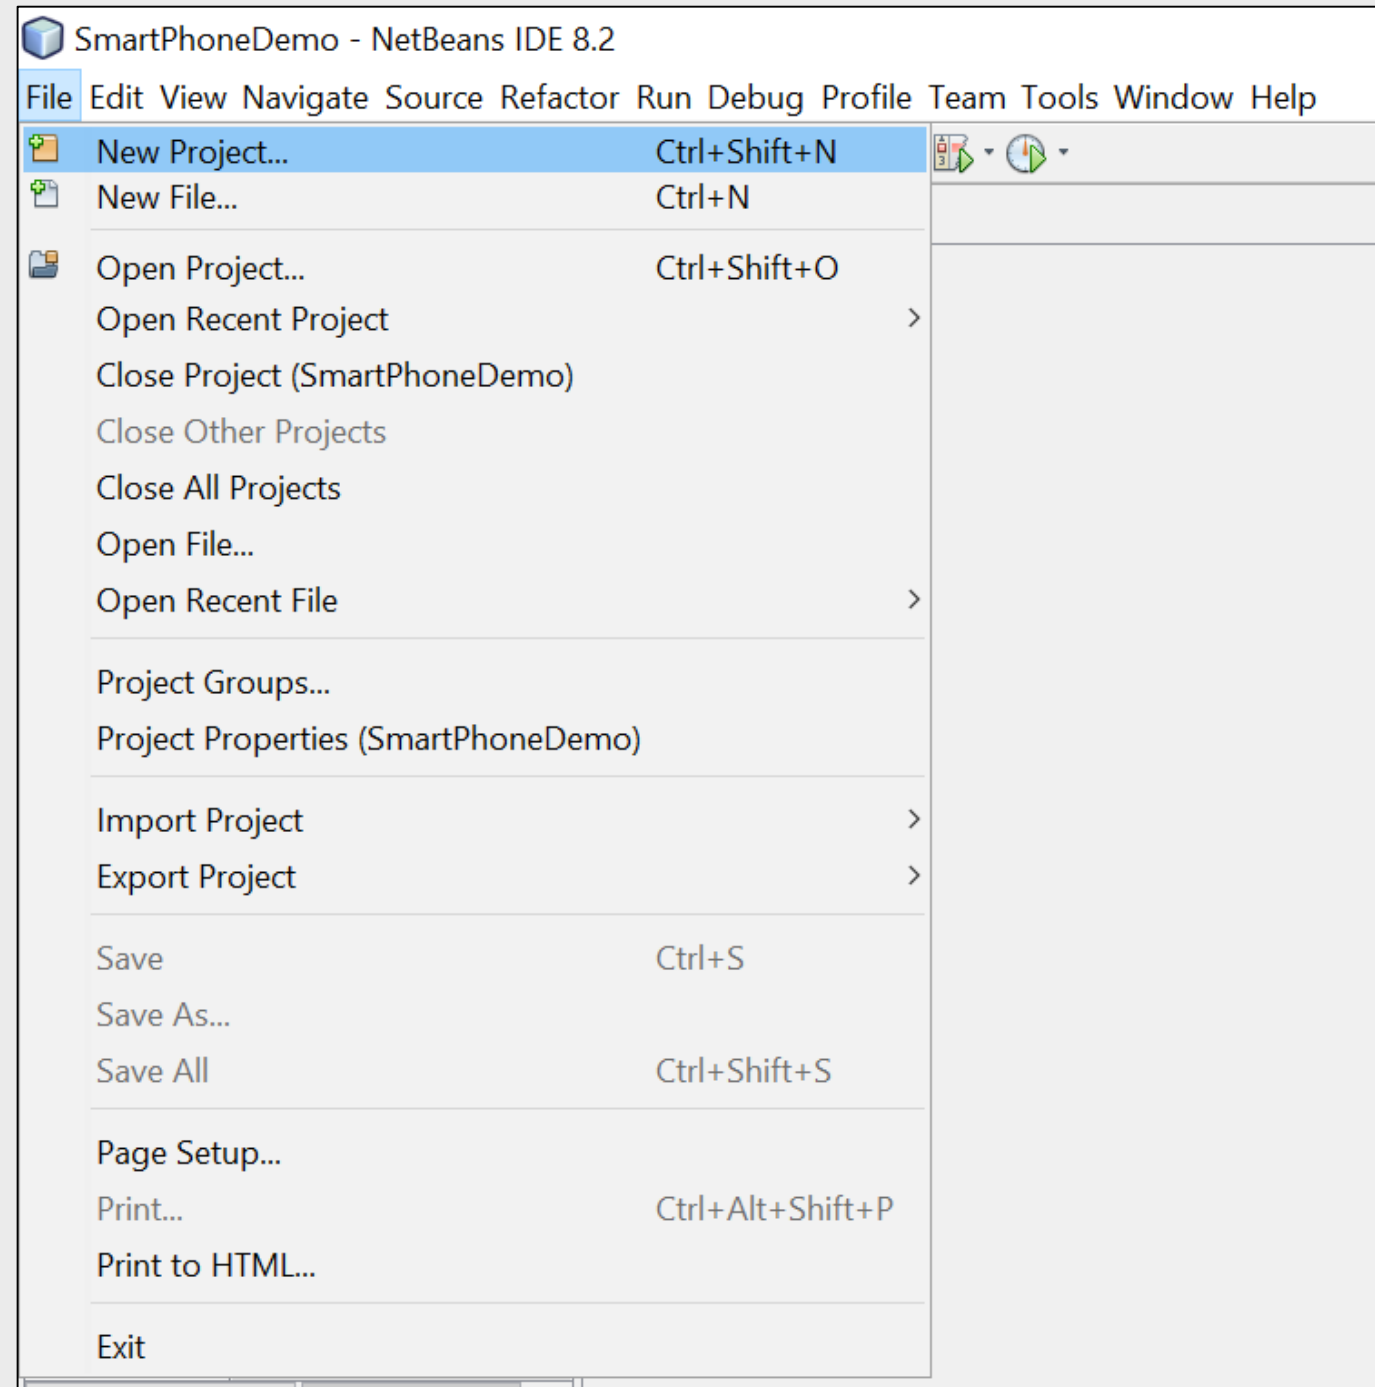 SmartPhoneDemo - NetBeans IDE 8.2
File Edit View Navigate Source Refactor Run Debug Profile Team Tools Window Help
New Project... Ctrl+Shift+N
New File... Ctrl+N
Open Project... Ctrl+Shift+O
Open Recent Project
Close Project (SmartPhoneDemo)
Close Other Projects
Close All Projects
Open File...
Open Recent File
Project Groups...
Project Properties (SmartPhoneDemo)
Import Project
Export Project
Save Ctrl+S
Save As...
Save All Ctrl+Shift+S
Page Setup...
Print... Ctrl+Alt+Shift+P
Print to HTML...
Exit